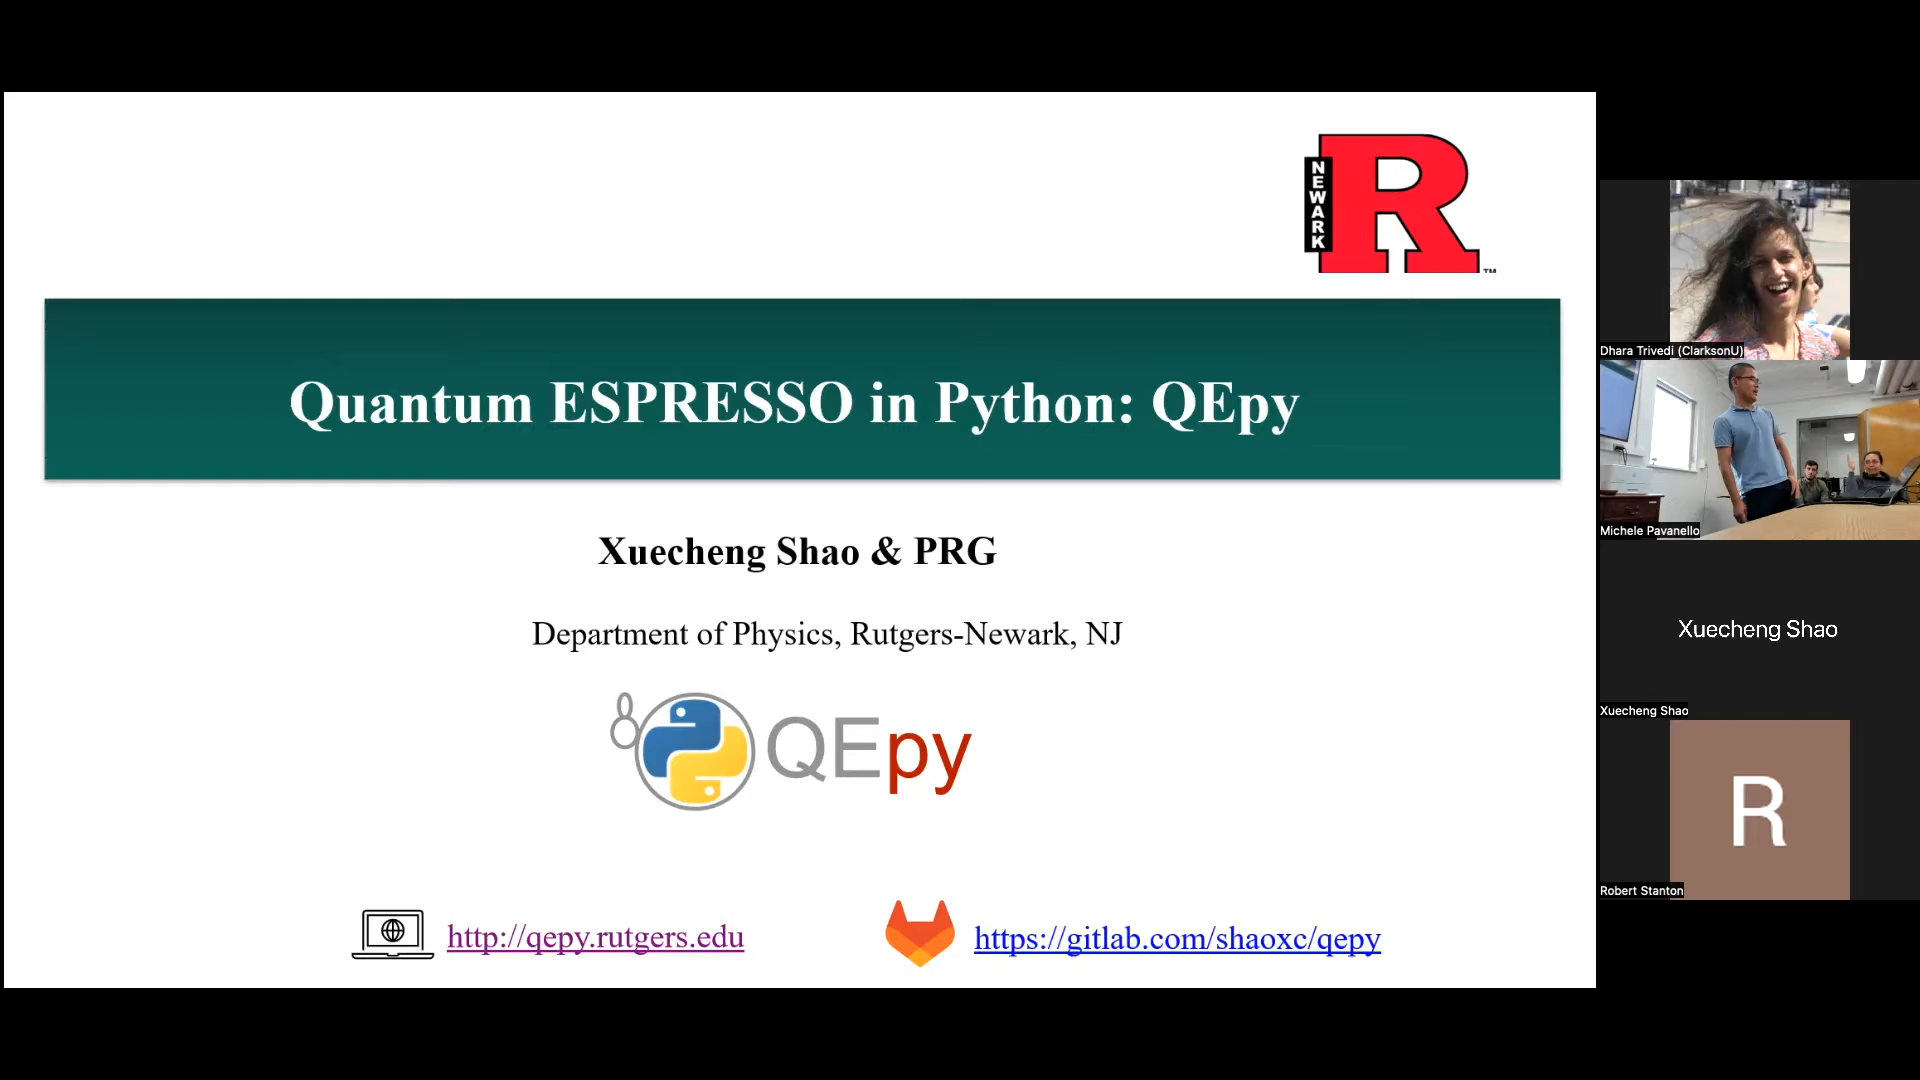 NEWARK
R
TM
Quantum ESPRESSO in Python: QEpy
Xuecheng Shao & PRG
Department of Physics, Rutgers-Newark, NJ
QEpy
http://qepy.rutgers.edu
https://gitlab.com/shaoxc/qepy
Dhara Trivedi (ClarksonU)
Michele Pavanello
Xuecheng Shao
Xuecheng Shao
R
Robert Stanton